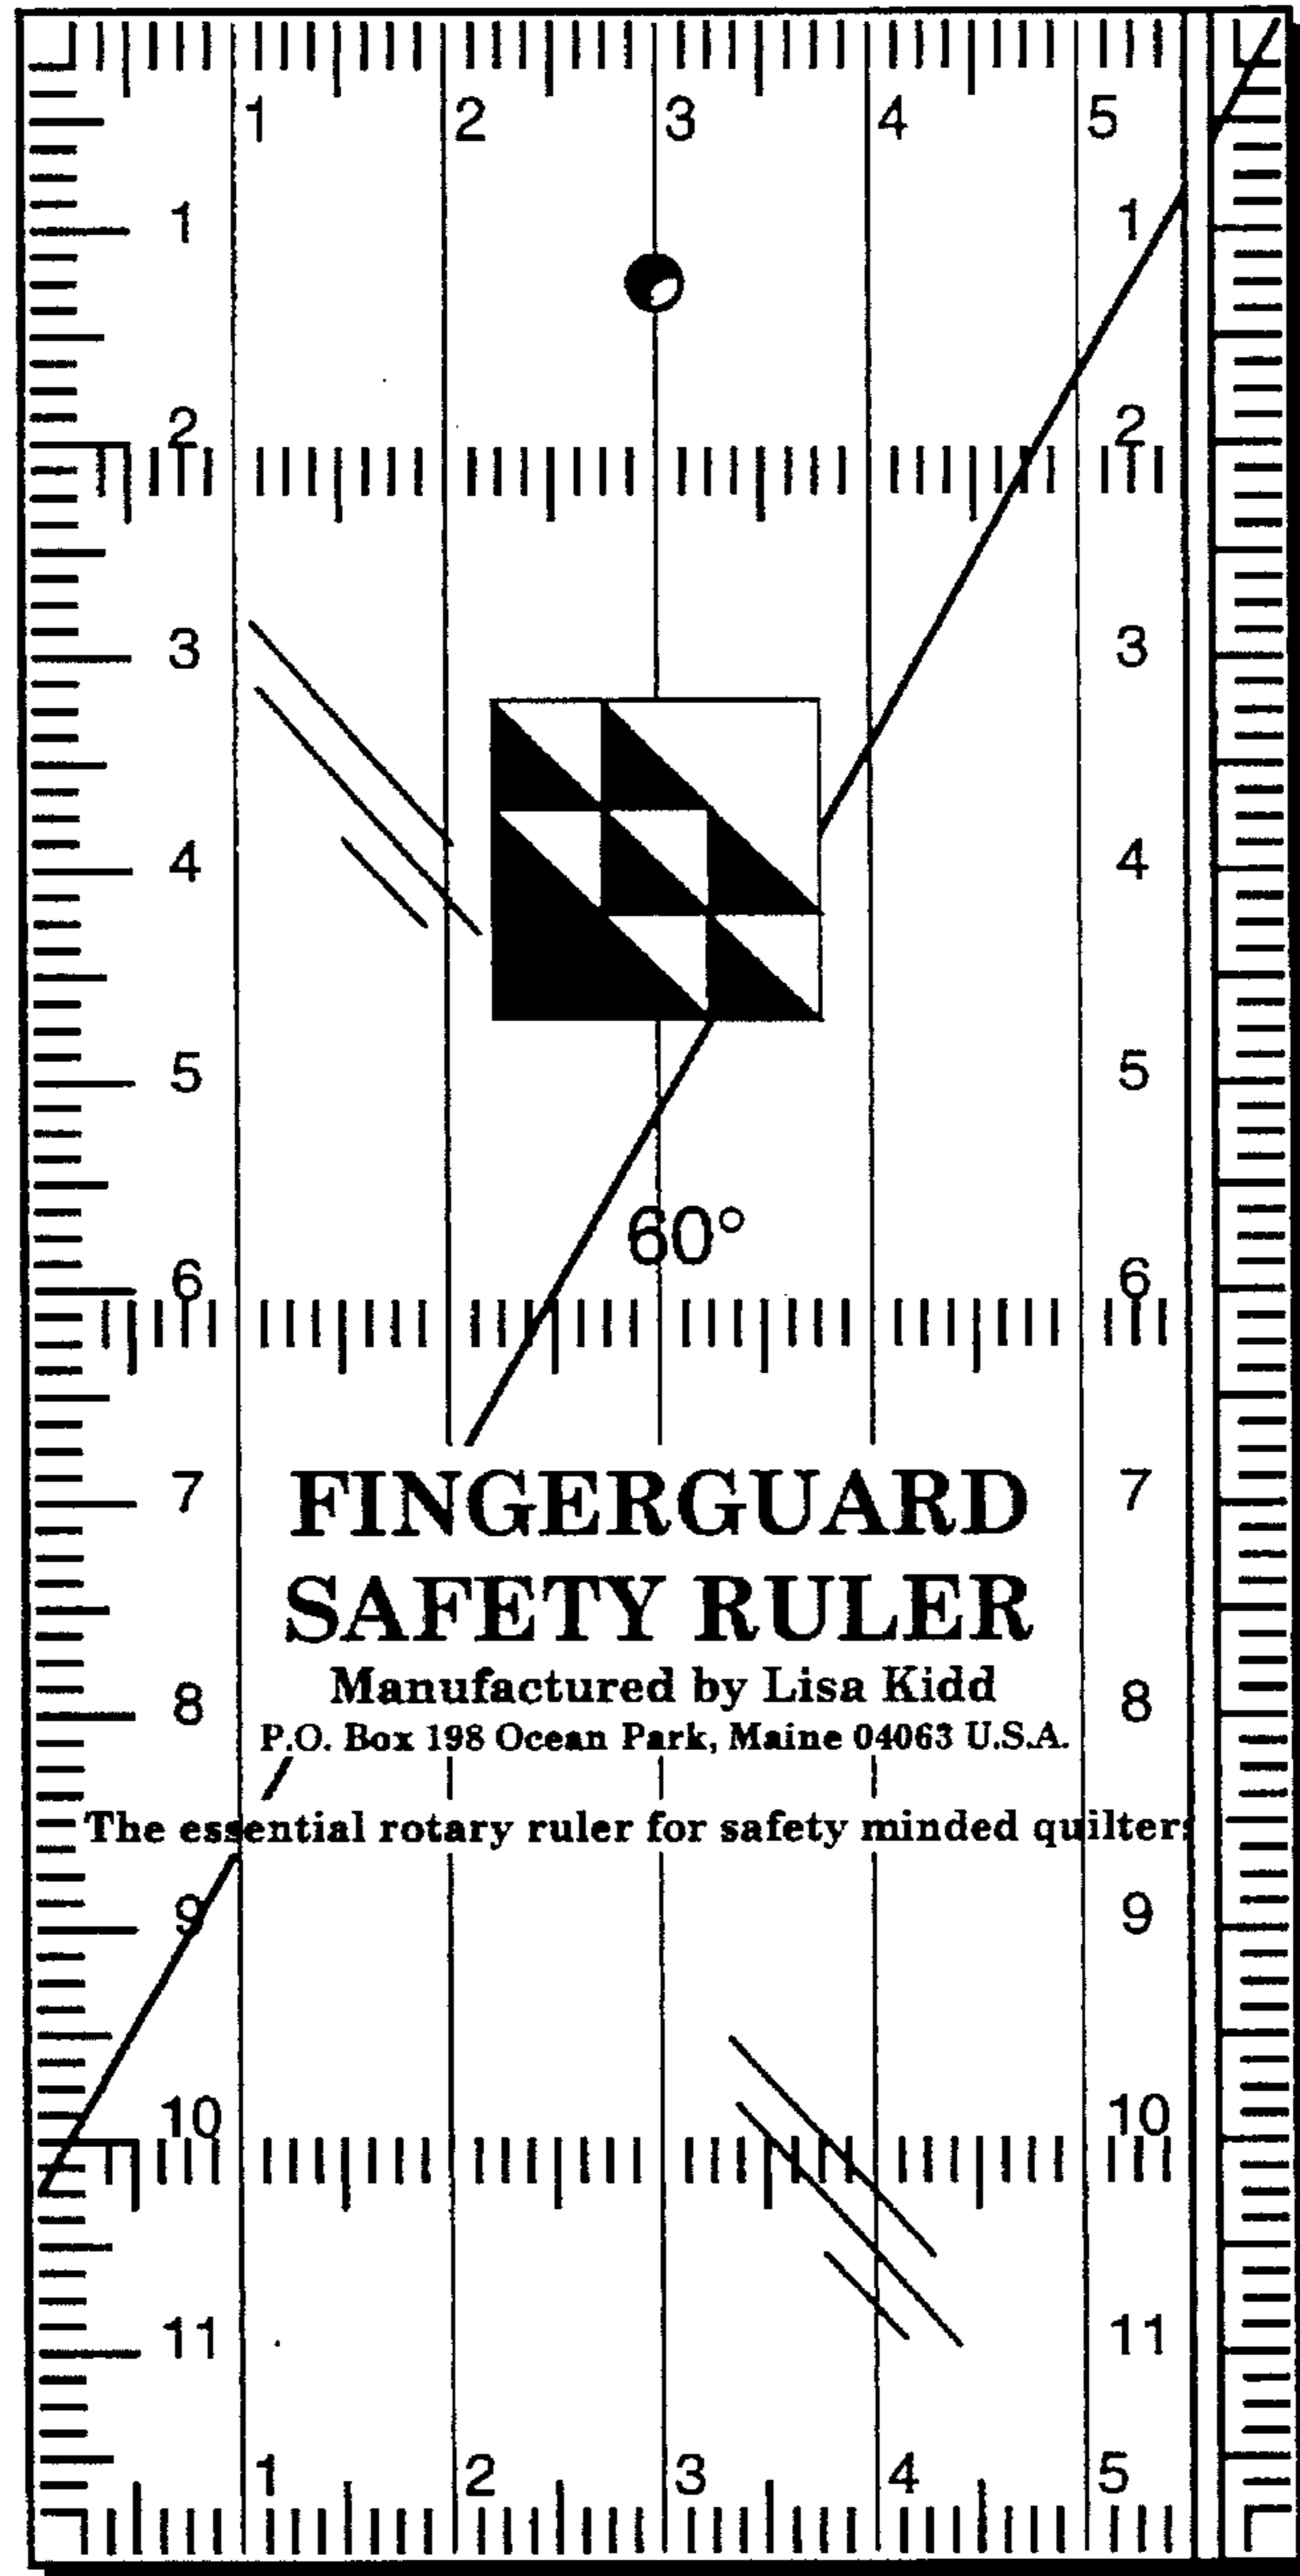 1 2 3 4 5
1 1
2 2
3 3
4 4
5 5
60°
6 6
7 7
FINGERGUARD
SAFETY RULER
Manufactured by Lisa Kidd
8 8
P.O. Box 198 Ocean Park, Maine 04063 U.S.A.
The essential rotary ruler for safety minded quilters
9 9
10 10
11 11
1 2 3 4 5